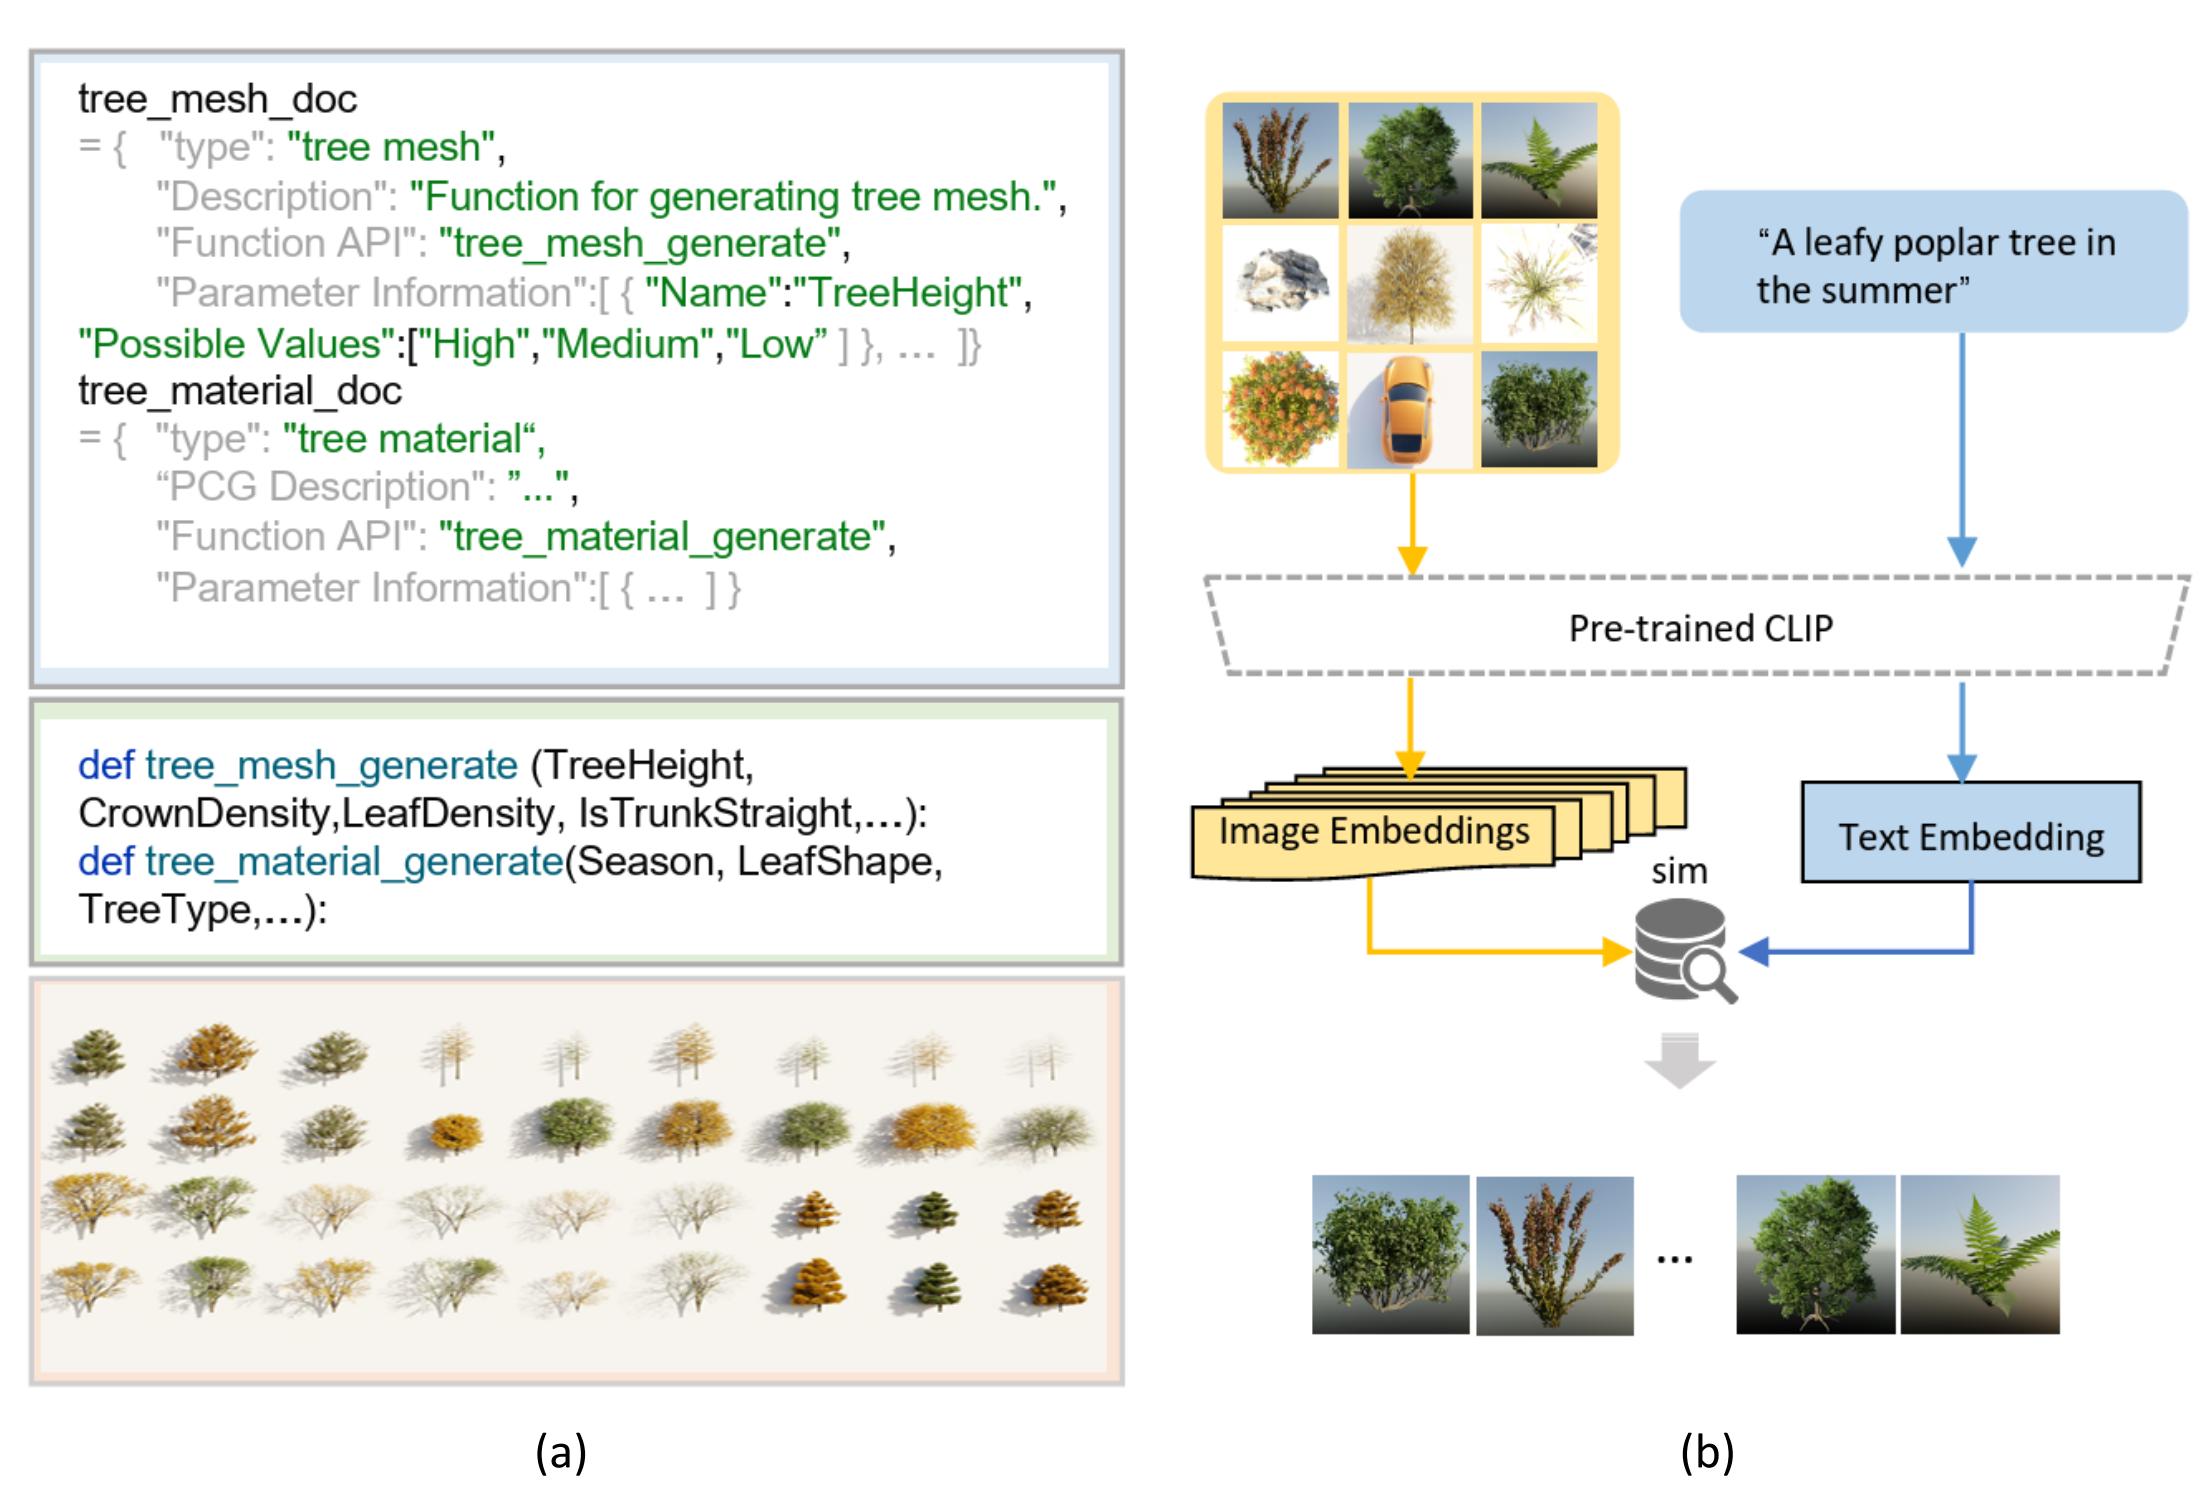 tree_mesh_doc
= {   "type": "tree mesh",
"Description": "Function for generating tree mesh.",
"Function API": "tree_mesh_generate",
"Parameter Information":[ { "Name":"TreeHeight",
"Possible Values":["High","Medium","Low” ] }, ...  ]}
tree_material_doc
= {   "type": "tree material“,
“PCG Description": ”...",
"Function API": "tree_material_generate",
"Parameter Information":[ { ...  ] }
def tree_mesh_generate (TreeHeight,
CrownDensity,LeafDensity, IsTrunkStraight,...):
def tree_material_generate(Season, LeafShape,
TreeType,...):
(a)
“A leafy poplar tree in
the summer”
Pre-trained CLIP
Image Embeddings
Text Embedding
sim
...
(b)